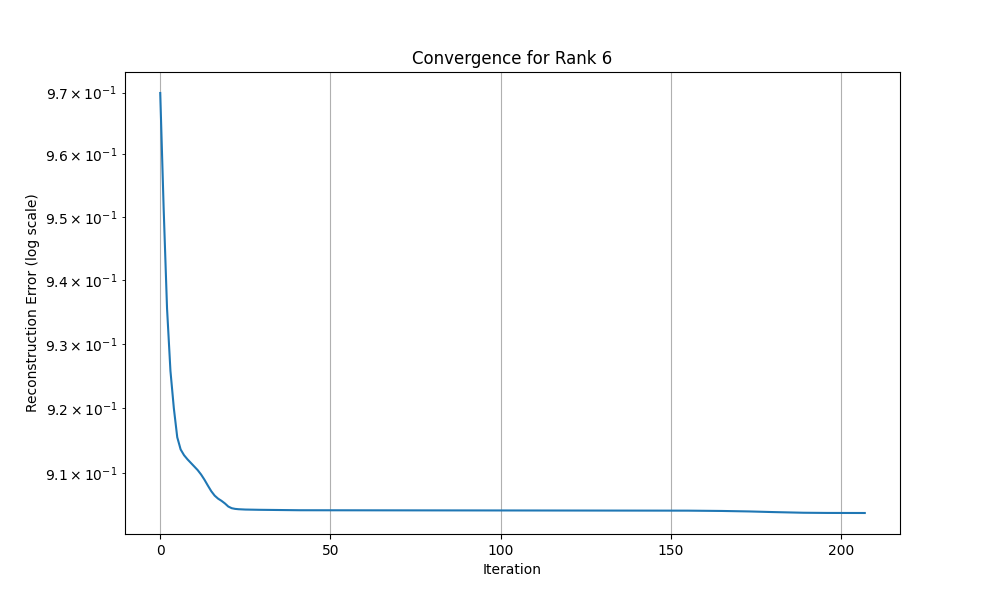 Convergence for Rank 6
Reconstruction Error (log scale)
9.7 × 10⁻¹
9.6 × 10⁻¹
9.5 × 10⁻¹
9.4 × 10⁻¹
9.3 × 10⁻¹
9.2 × 10⁻¹
9.1 × 10⁻¹
0 50 100 150 200
Iteration